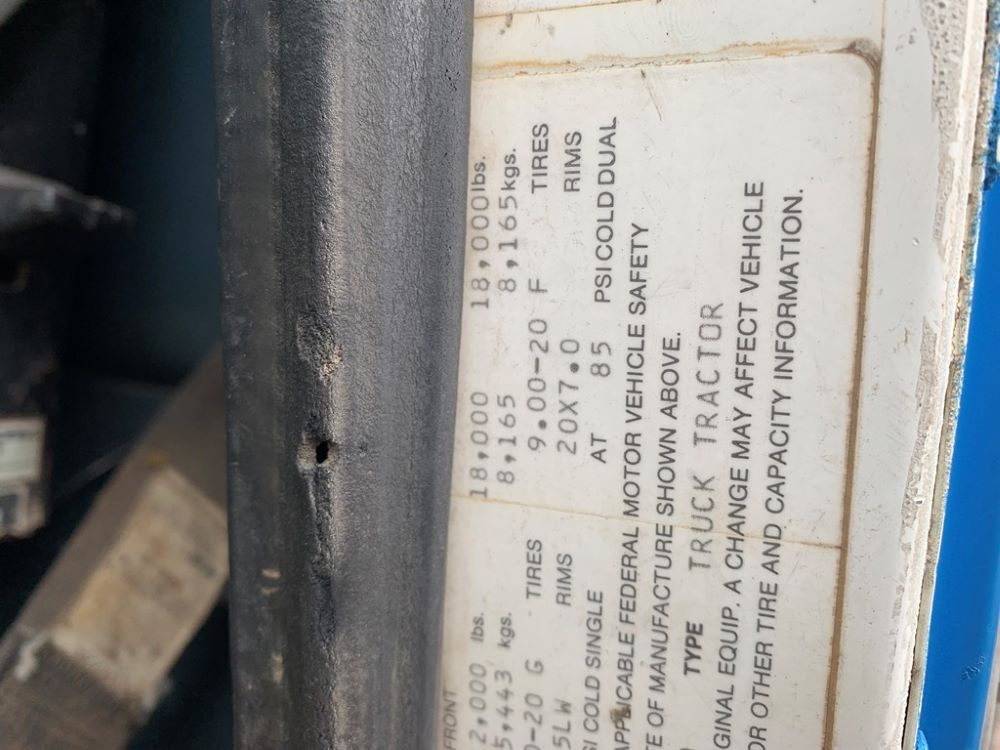 FRONT
2,000 lbs. 18,000 18,000lbs.
5,443 kgs. 8,165 8,165kgs.
0-20 G TIRES 9.00-20 F TIRES
5LW RIMS 20X7.0 RIMS
SI COLD SINGLE AT 85 PSI COLD DUAL
APPLICABLE FEDERAL MOTOR VEHICLE SAFETY
TE OF MANUFACTURE SHOWN ABOVE.
TYPE TRUCK TRACTOR
GINAL EQUIP. A CHANGE MAY AFFECT VEHICLE
OR OTHER TIRE AND CAPACITY INFORMATION.